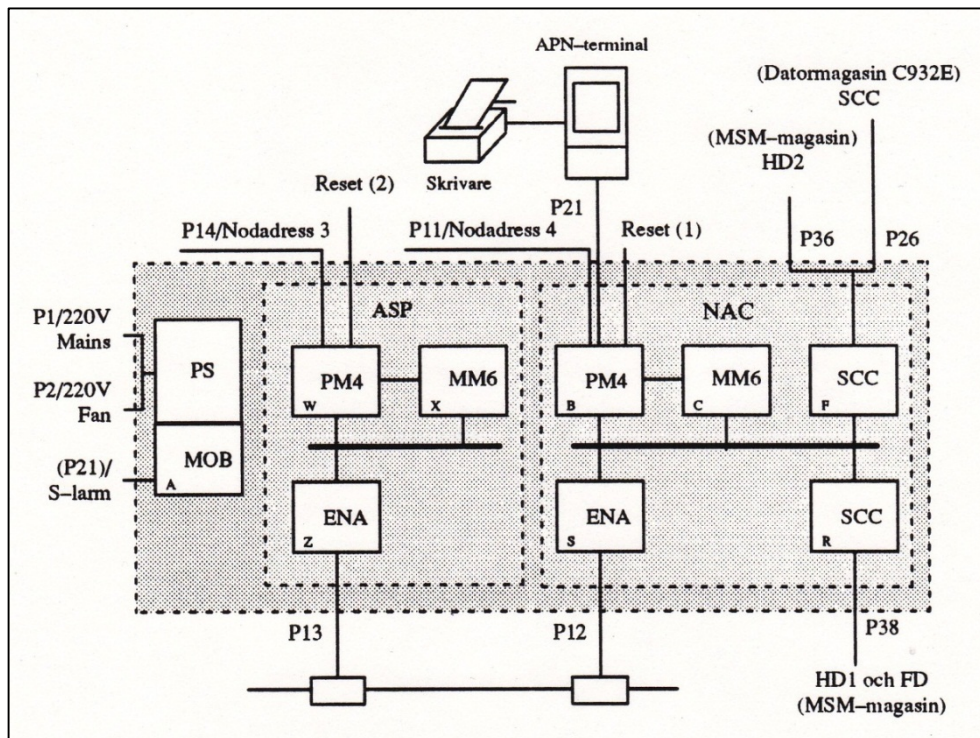 APN–terminal
(Datormagasin C932E)
SCC
(MSM–magasin)
HD2
Reset (2)
Skrivare
P21
P14/Nodadress 3
P11/Nodadress 4
Reset (1)
P36
P26
ASP
NAC
P1/220V
Mains
PS
PM4
W
MM6
X
PM4
B
MM6
C
SCC
F
P2/220V
Fan
(P21)/
S–larm
MOB
A
ENA
Z
ENA
S
SCC
R
P13
P12
P38
HD1 och FD
(MSM–magasin)